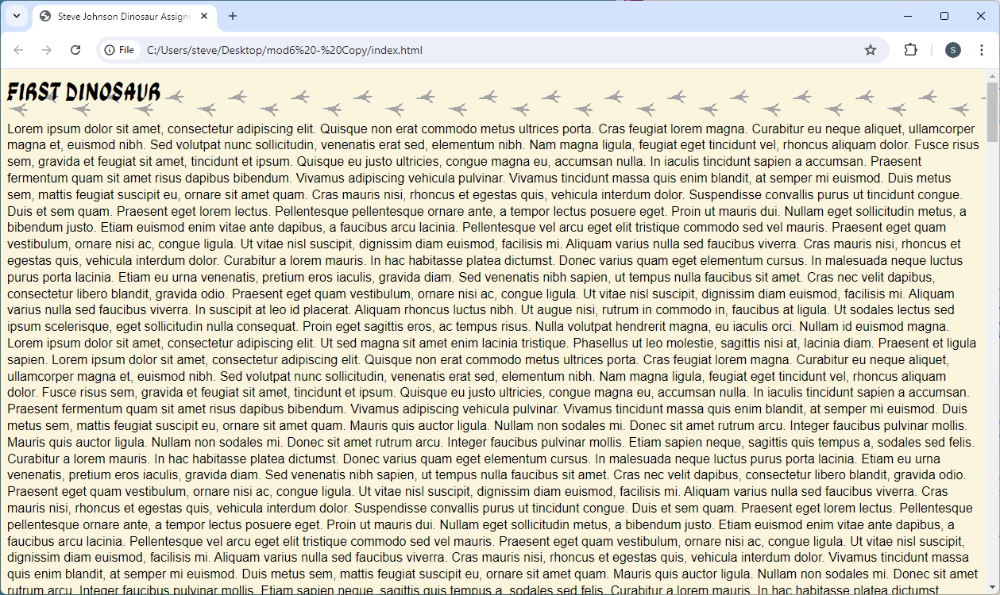 Steve Johnson Dinosaur Assign
File
C:/Users/steve/Desktop/mod6%20-%20Copy/index.html
S
FIRST DINOSAUR
Lorem ipsum dolor sit amet, consectetur adipiscing elit. Quisque non erat commodo metus ultrices porta. Cras feugiat lorem magna. Curabitur eu neque aliquet, ullamcorper
magna et, euismod nibh. Sed volutpat nunc sollicitudin, venenatis erat sed, elementum nibh. Nam magna ligula, feugiat eget tincidunt vel, rhoncus aliquam dolor. Fusce risus
sem, gravida et feugiat sit amet, tincidunt et ipsum. Quisque eu justo ultricies, congue magna eu, accumsan nulla. In iaculis tincidunt sapien a accumsan. Praesent
fermentum quam sit amet risus dapibus bibendum. Vivamus adipiscing vehicula pulvinar. Vivamus tincidunt massa quis enim blandit, at semper mi euismod. Duis metus
sem, mattis feugiat suscipit eu, ornare sit amet quam. Cras mauris nisi, rhoncus et egestas quis, vehicula interdum dolor. Suspendisse convallis purus ut tincidunt congue.
Duis et sem quam. Praesent eget lorem lectus. Pellentesque pellentesque ornare ante, a tempor lectus posuere eget. Proin ut mauris dui. Nullam eget sollicitudin metus, a
bibendum justo. Etiam euismod enim vitae ante dapibus, a faucibus arcu lacinia. Pellentesque vel arcu eget elit tristique commodo sed vel mauris. Praesent eget quam
vestibulum, ornare nisi ac, congue ligula. Ut vitae nisl suscipit, dignissim diam euismod, facilisis mi. Aliquam varius nulla sed faucibus viverra. Cras mauris nisi, rhoncus et
egestas quis, vehicula interdum dolor. Curabitur a lorem mauris. In hac habitasse platea dictumst. Donec varius quam eget elementum cursus. In malesuada neque luctus
purus porta lacinia. Etiam eu urna venenatis, pretium eros iaculis, gravida diam. Sed venenatis nibh sapien, ut tempus nulla faucibus sit amet. Cras nec velit dapibus,
consectetur libero blandit, gravida odio. Praesent eget quam vestibulum, ornare nisi ac, congue ligula. Ut vitae nisl suscipit, dignissim diam euismod, facilisis mi. Aliquam
varius nulla sed faucibus viverra. In suscipit at leo id placerat. Aliquam rhoncus luctus nibh. Ut augue nisi, rutrum in commodo in, faucibus at ligula. Ut sodales lectus sed
ipsum scelerisque, eget sollicitudin nulla consequat. Proin eget sagittis eros, ac tempus risus. Nulla volutpat hendrerit magna, eu iaculis orci. Nullam id euismod magna.
Lorem ipsum dolor sit amet, consectetur adipiscing elit. Ut sed magna sit amet enim lacinia tristique. Phasellus ut leo molestie, sagittis nisi at, lacinia diam. Praesent et ligula
sapien. Lorem ipsum dolor sit amet, consectetur adipiscing elit. Quisque non erat commodo metus ultrices porta. Cras feugiat lorem magna. Curabitur eu neque aliquet,
ullamcorper magna et, euismod nibh. Sed volutpat nunc sollicitudin, venenatis erat sed, elementum nibh. Nam magna ligula, feugiat eget tincidunt vel, rhoncus aliquam
dolor. Fusce risus sem, gravida et feugiat sit amet, tincidunt et ipsum. Quisque eu justo ultricies, congue magna eu, accumsan nulla. In iaculis tincidunt sapien a accumsan.
Praesent fermentum quam sit amet risus dapibus bibendum. Vivamus adipiscing vehicula pulvinar. Vivamus tincidunt massa quis enim blandit, at semper mi euismod. Duis
metus sem, mattis feugiat suscipit eu, ornare sit amet quam. Mauris quis auctor ligula. Nullam non sodales mi. Donec sit amet rutrum arcu. Integer faucibus pulvinar mollis.
Mauris quis auctor ligula. Nullam non sodales mi. Donec sit amet rutrum arcu. Integer faucibus pulvinar mollis. Etiam sapien neque, sagittis quis tempus a, sodales sed felis.
Curabitur a lorem mauris. In hac habitasse platea dictumst. Donec varius quam eget elementum cursus. In malesuada neque luctus purus porta lacinia. Etiam eu urna
venenatis, pretium eros iaculis, gravida diam. Sed venenatis nibh sapien, ut tempus nulla faucibus sit amet. Cras nec velit dapibus, consectetur libero blandit, gravida odio.
Praesent eget quam vestibulum, ornare nisi ac, congue ligula. Ut vitae nisl suscipit, dignissim diam euismod, facilisis mi. Aliquam varius nulla sed faucibus viverra. Cras
mauris nisi, rhoncus et egestas quis, vehicula interdum dolor. Suspendisse convallis purus ut tincidunt congue. Duis et sem quam. Praesent eget lorem lectus. Pellentesque
pellentesque ornare ante, a tempor lectus posuere eget. Proin ut mauris dui. Nullam eget sollicitudin metus, a bibendum justo. Etiam euismod enim vitae ante dapibus, a
faucibus arcu lacinia. Pellentesque vel arcu eget elit tristique commodo sed vel mauris. Praesent eget quam vestibulum, ornare nisi ac, congue ligula. Ut vitae nisl suscipit,
dignissim diam euismod, facilisis mi. Aliquam varius nulla sed faucibus viverra. Cras mauris nisi, rhoncus et egestas quis, vehicula interdum dolor. Vivamus tincidunt massa
quis enim blandit, at semper mi euismod. Duis metus sem, mattis feugiat suscipit eu, ornare sit amet quam. Mauris quis auctor ligula. Nullam non sodales mi. Donec sit amet
rutrum arcu. Integer faucibus pulvinar mollis. Etiam sapien neque, sagittis quis tempus a, sodales sed felis. Curabitur a lorem mauris. In hac habitasse platea dictumst.